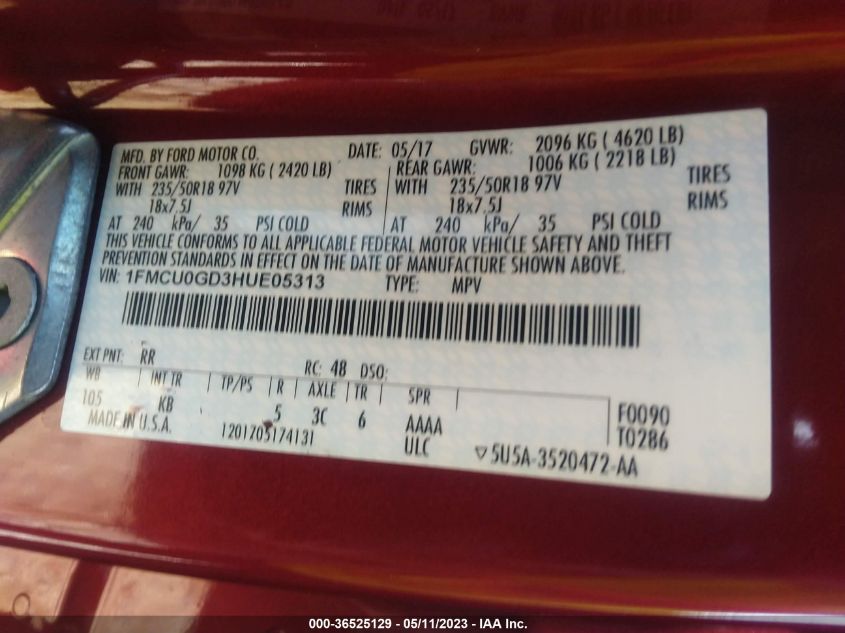 MFD. BY FORD MOTOR CO. DATE: 05/17 GVWR: 2096 KG ( 4620 LB)
FRONT GAWR: 1098 KG ( 2420 LB) REAR GAWR: 1006 KG ( 2218 LB)
WITH 235/50R18 97V TIRES WITH 235/50R18 97V TIRES
18x7.5J RIMS 18x7.5J RIMS
AT 240 kPa/ 35 PSI COLD AT 240 kPa/ 35 PSI COLD
THIS VEHICLE CONFORMS TO ALL APPLICABLE FEDERAL MOTOR VEHICLE SAFETY AND THEFT
PREVENTION STANDARDS IN EFFECT ON THE DATE OF MANUFACTURE SHOWN ABOVE.
VIN: 1FMCU0GD3HUE05313 TYPE: MPV
EXT PNT: RR RC: 48 DSO:
WB INT TR TP/PS R AXLE TR SPR
105 KB 5 3C 6 AAAA F0090
MADE IN U.S.A. 1201705174131 ULC ▽5U5A-3520472-AA T0286
000-36525129 - 05/11/2023 - IAA Inc.